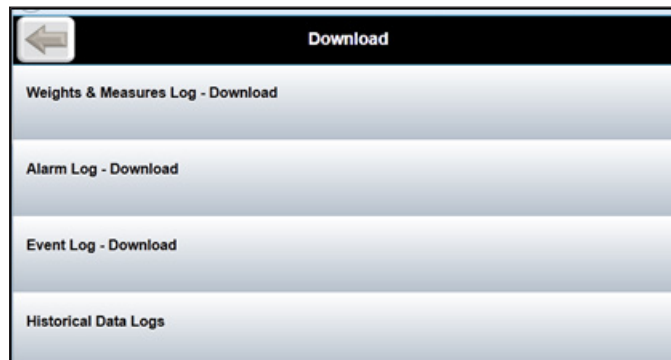 Download
Weights & Measures Log - Download
Alarm Log - Download
Event Log - Download
Historical Data Logs